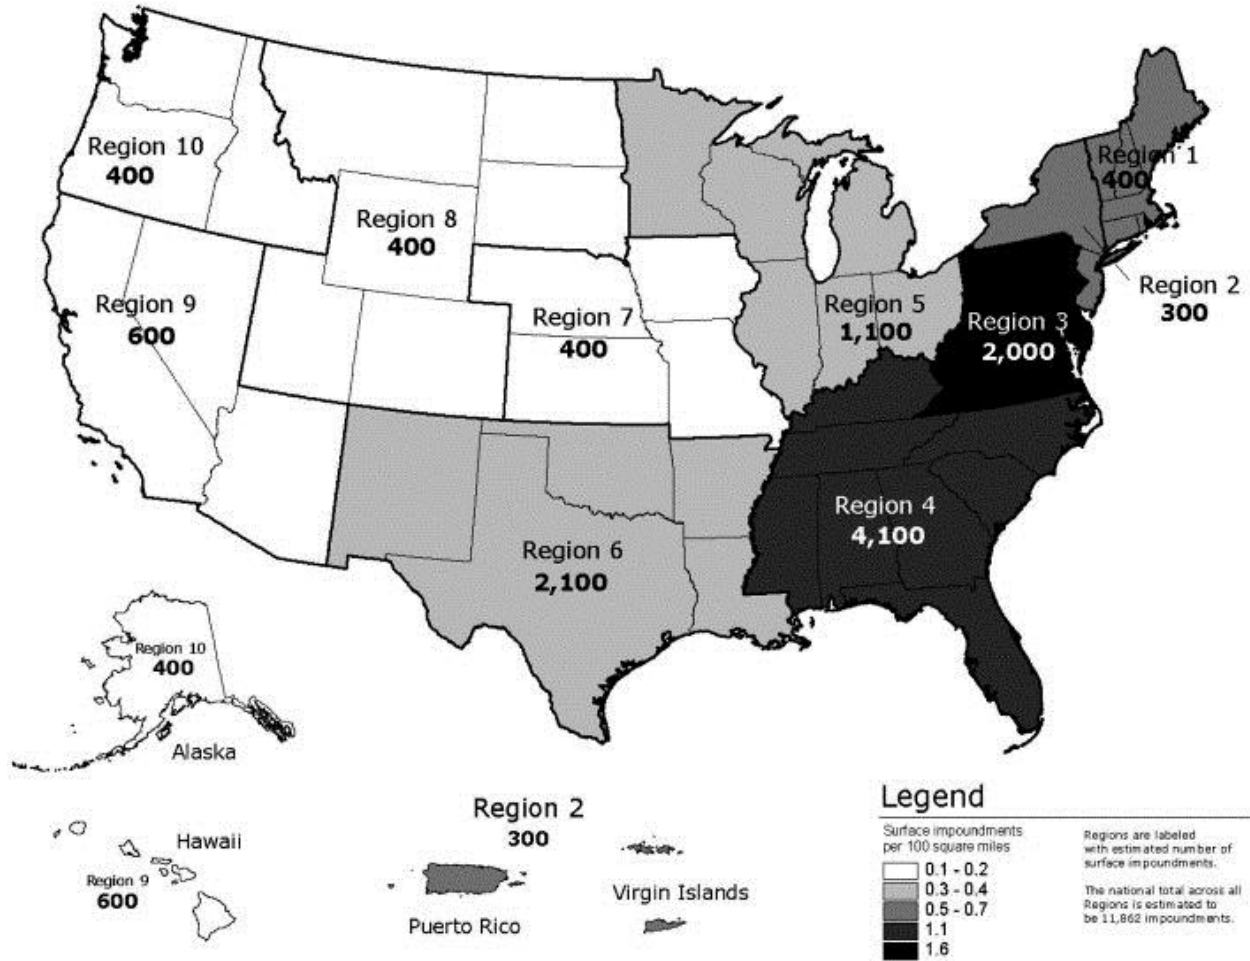 Region 10
400
Region 8
400
Region 9
600
Region 7
400
Region 5
1,100
Region 1
400
Region 2
300
Region 3
2,000
Region 4
4,100
Region 6
2,100
Region 10
400
Alaska
Hawaii
Region 9
600
Region 2
300
Puerto Rico
Virgin Islands
Legend
Surface impoundments
per 100 square miles
0.1 - 0.2
0.3 - 0.4
0.5 - 0.7
1.1
1.6
Regions are labeled
with estimated number of
surface impoundments.
The national total across all
Regions is estimated to
be 11,862 impoundments.